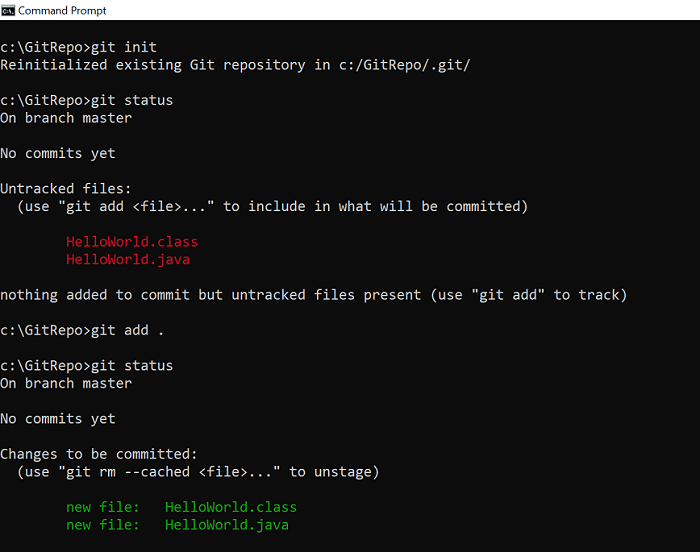 Command Prompt
c:\GitRepo>git init
Reinitialized existing Git repository in c:/GitRepo/.git/
c:\GitRepo>git status
On branch master
No commits yet
Untracked files:
(use "git add <file>..." to include in what will be committed)
HelloWorld.class
HelloWorld.java
nothing added to commit but untracked files present (use "git add" to track)
c:\GitRepo>git add .
c:\GitRepo>git status
On branch master
No commits yet
Changes to be committed:
(use "git rm --cached <file>..." to unstage)
new file:   HelloWorld.class
new file:   HelloWorld.java